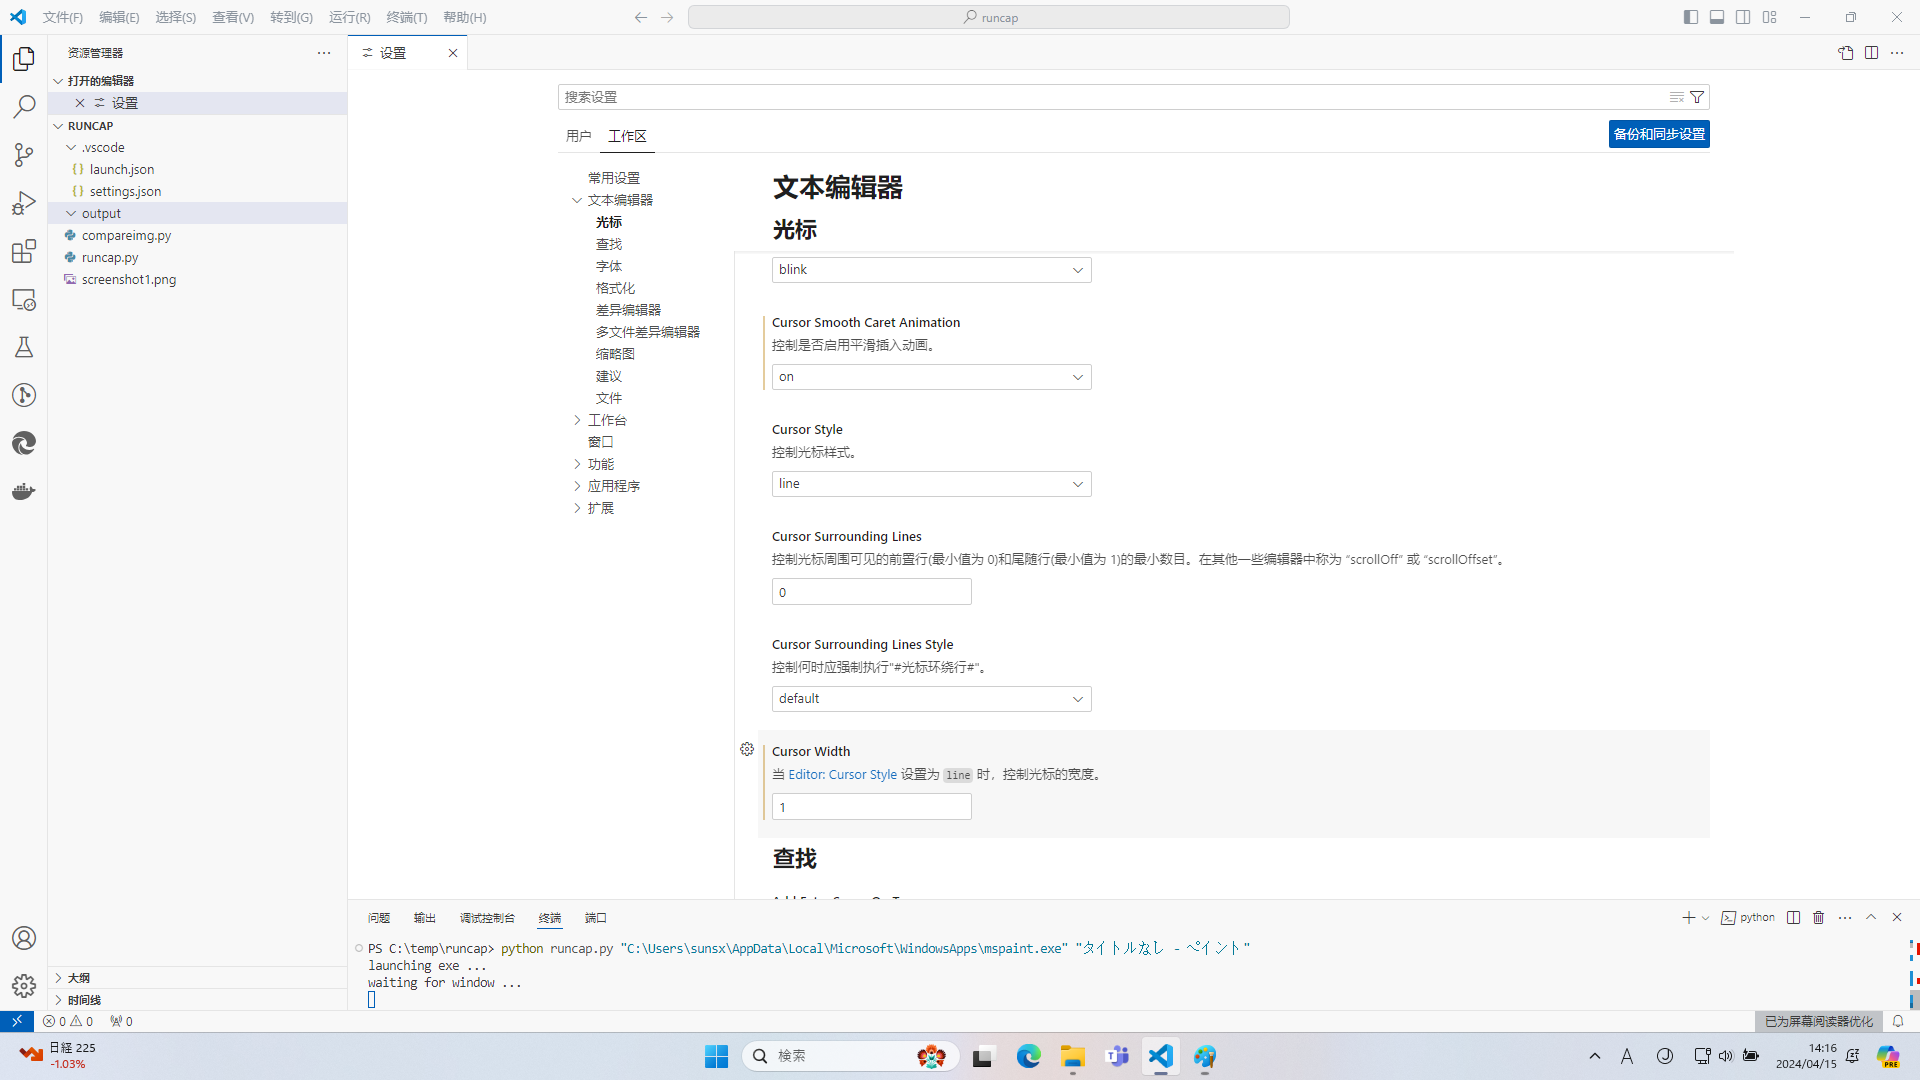 文件(F) 编辑(E) 选择(S) 查看(V) 转到(G) 运行(R) 终端(T) 帮助(H)
runcap
资源管理器
打开的编辑器
设置
RUNCAP
.vscode
launch.json
settings.json
output
compareimg.py
runcap.py
screenshot1.png
大纲
时间线
设置
搜索设置
用户 工作区
备份和同步设置
常用设置
文本编辑器
光标
查找
字体
格式化
差异编辑器
多文件差异编辑器
缩略图
建议
文件
工作台
窗口
功能
应用程序
扩展
文本编辑器
光标
blink
Cursor Smooth Caret Animation
控制是否启用平滑插入动画。
on
Cursor Style
控制光标样式。
line
Cursor Surrounding Lines
控制光标周围可见的前置行(最小值为 0)和尾随行(最小值为 1)的最小数目。在其他一些编辑器中称为 “scrollOff” 或 “scrollOffset”。
0
Cursor Surrounding Lines Style
控制何时应强制执行"#光标环绕行#"。
default
Cursor Width
当 Editor: Cursor Style 设置为 line 时，控制光标的宽度。
1
查找
问题 输出 调试控制台 终端 端口
python
PS C:\temp\runcap> python runcap.py "C:\Users\sunsx\AppData\Local\Microsoft\WindowsApps\mspaint.exe" "タイトルなし - ペイント"
launching exe ...
waiting for window ...
0 0 0
已为屏幕阅读器优化
日経 225
-1.03%
検索
A
14:16
2024/04/15
PRE